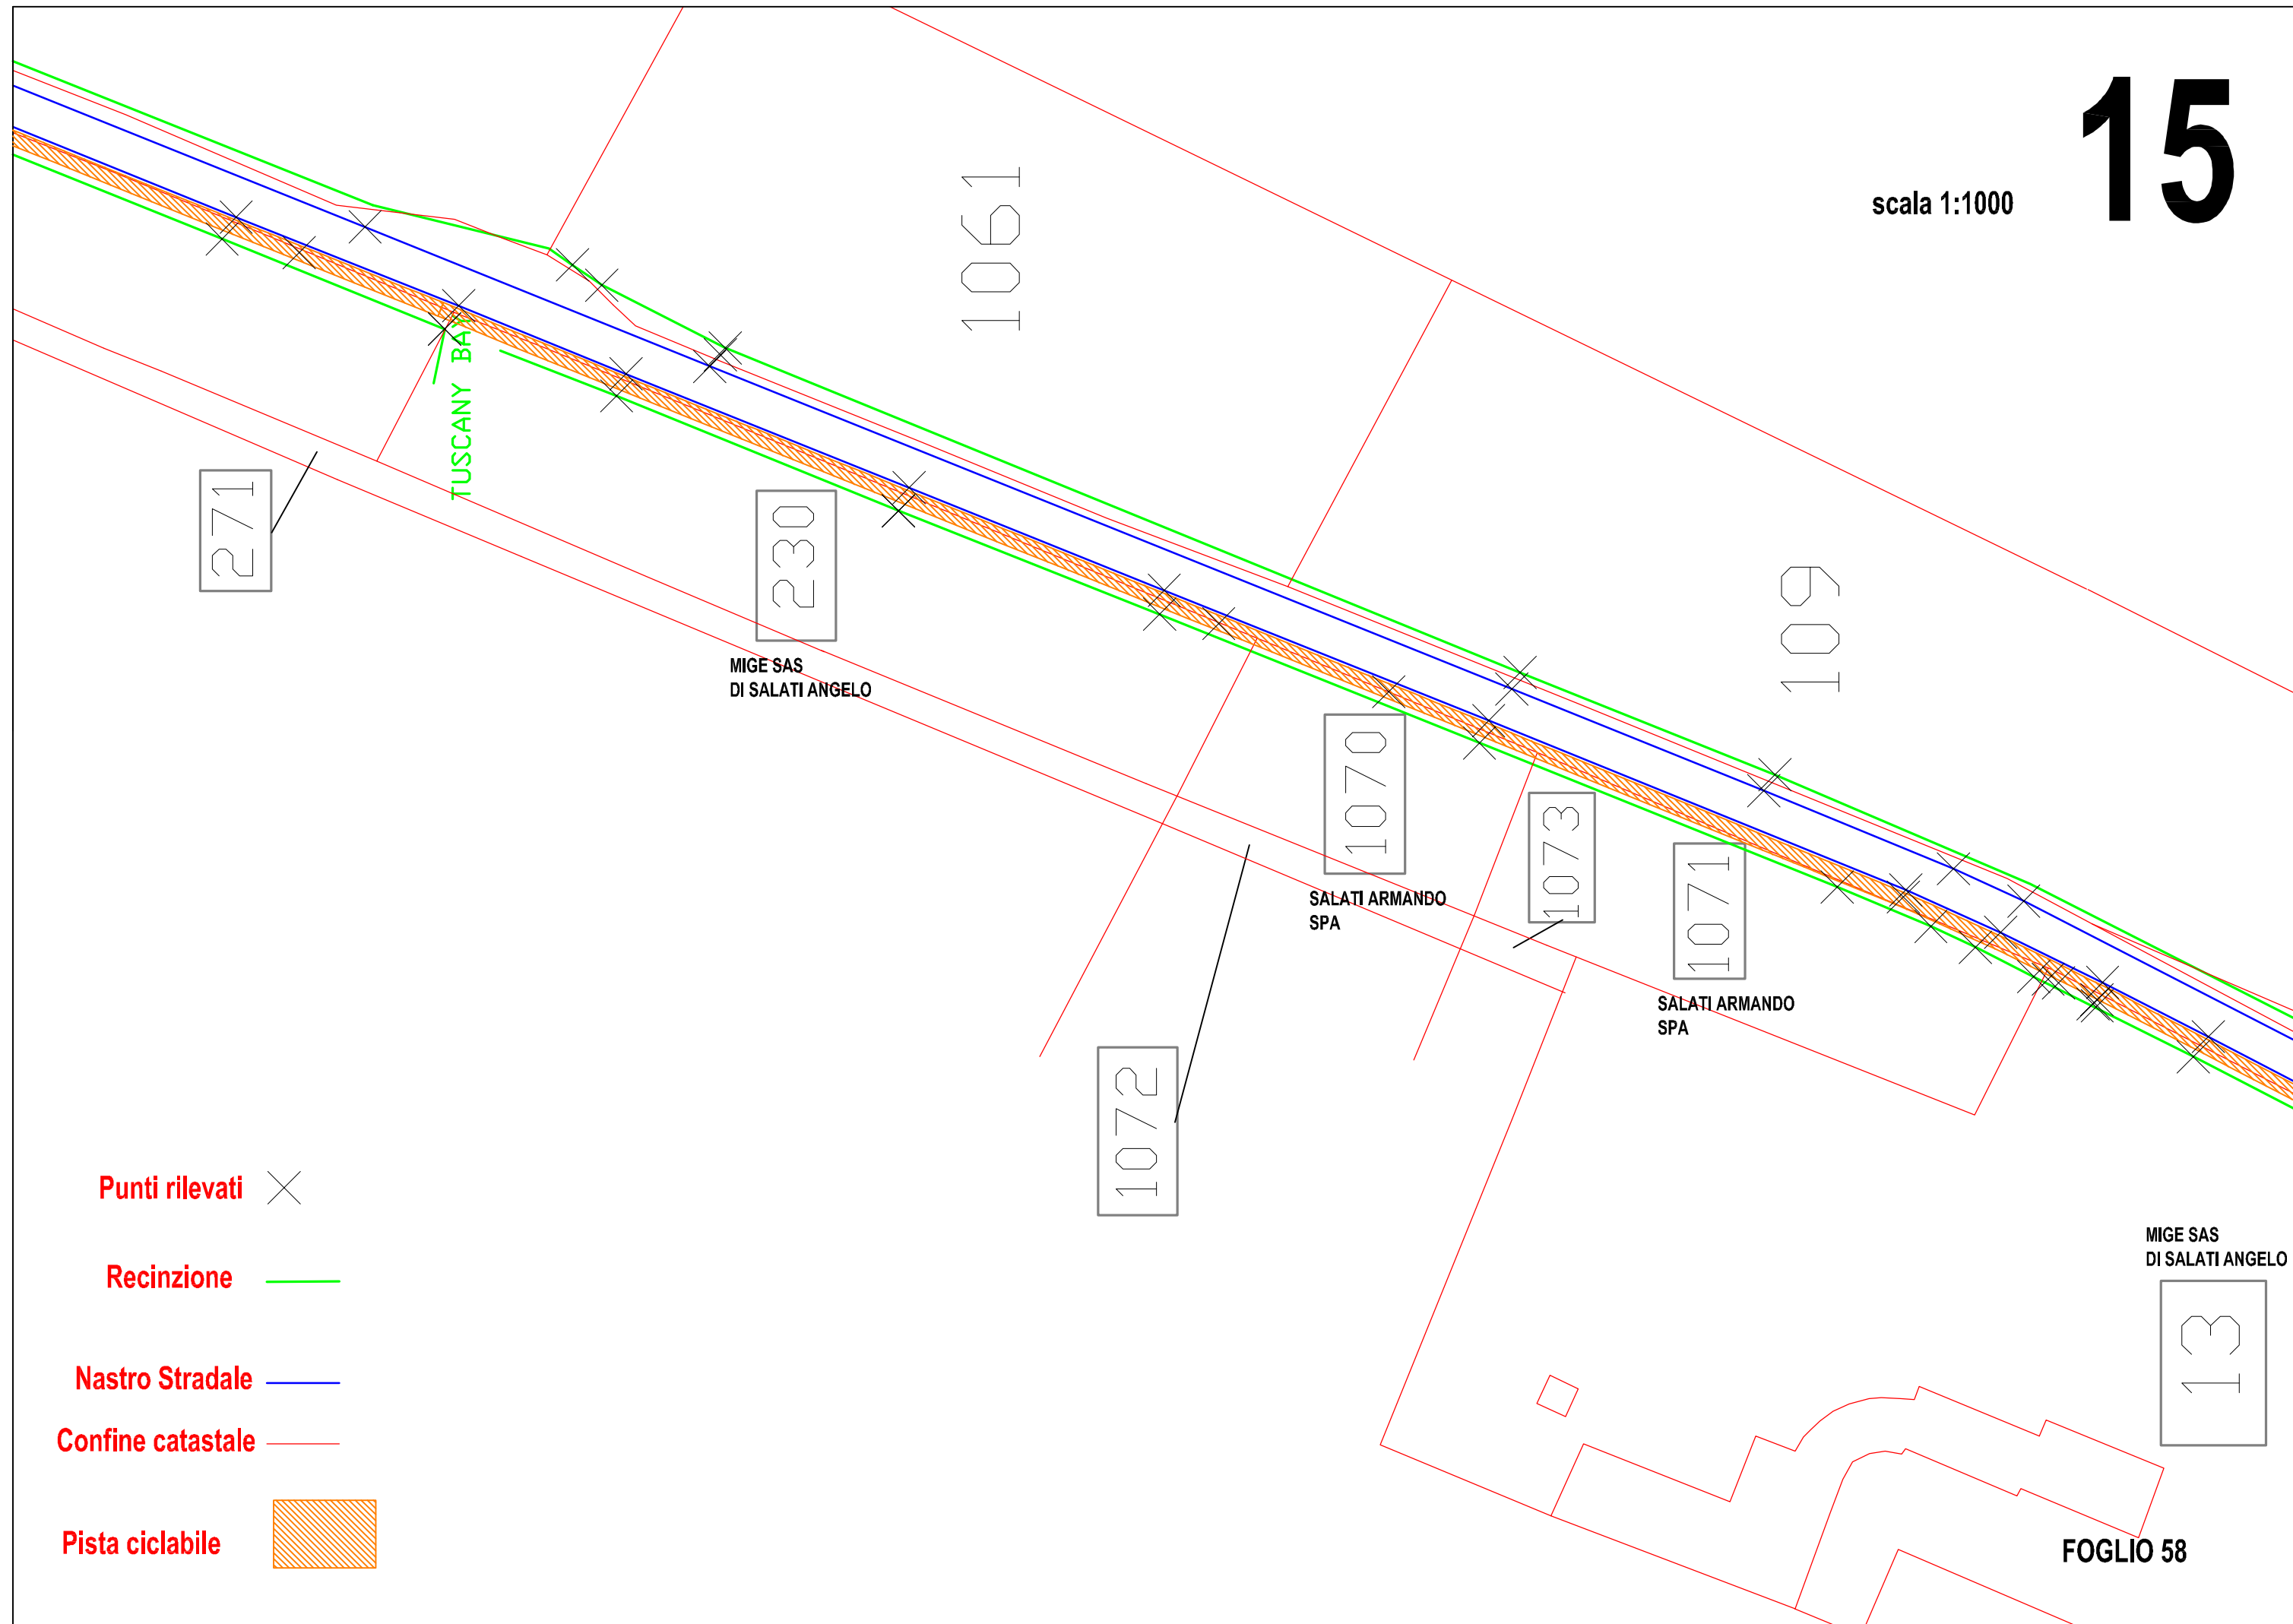 15
scala 1:1000
1061
109
TUSCANY BAY
271
230
MIGE SAS
DI SALATI ANGELO
1070
SALATI ARMANDO
SPA
1073
1071
SALATI ARMANDO
SPA
1072
Punti rilevati
Recinzione
Nastro Stradale
Confine catastale
Pista ciclabile
MIGE SAS
DI SALATI ANGELO
13
FOGLIO 58